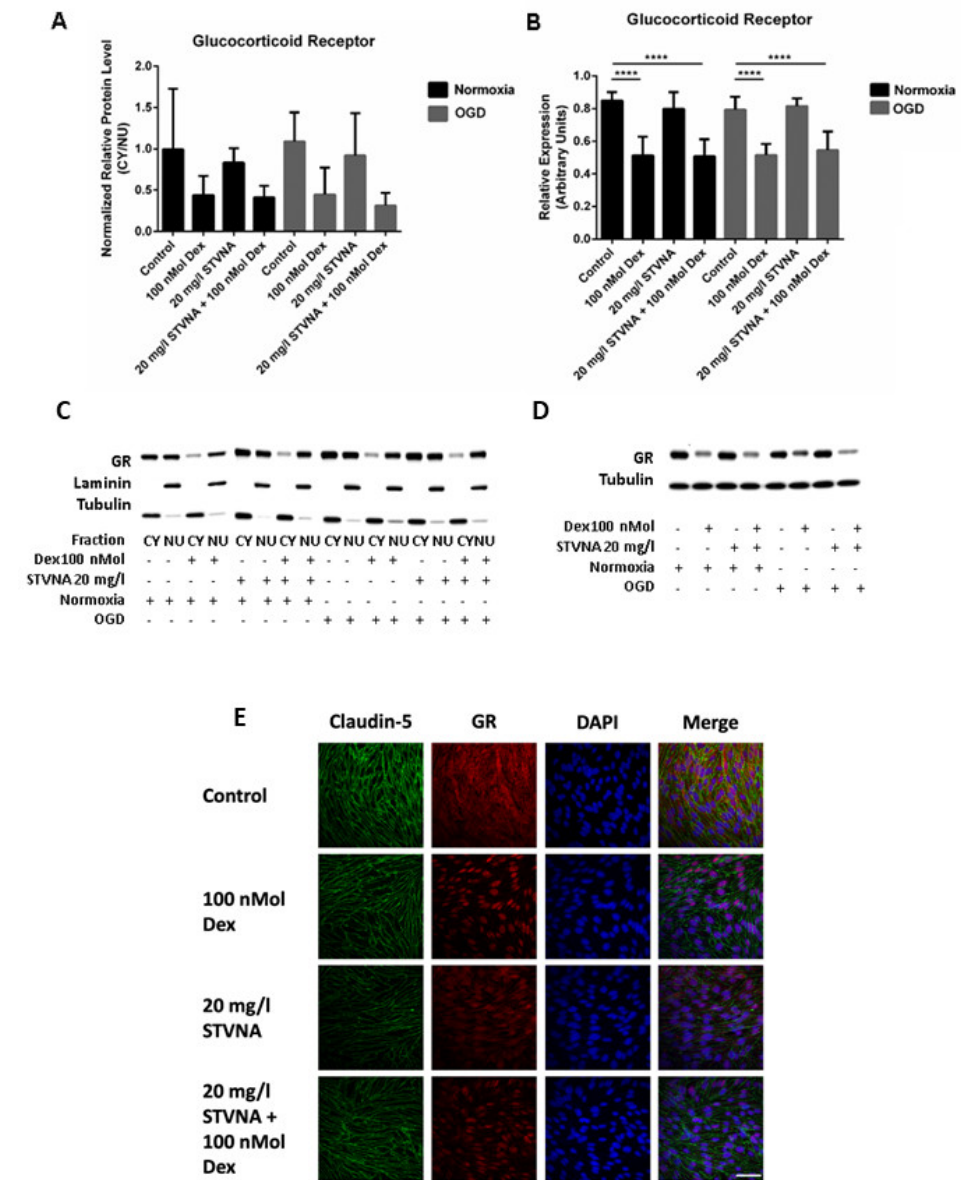 A
Glucocorticoid Receptor
Normalized Relative Protein Level
(CY/NU)
2.0
1.5
1.0
0.5
0.0
Control
100 nMol Dex
20 mg/l STVNA
20 mg/l STVNA + 100 nMol Dex
Control
100 nMol Dex
20 mg/l STVNA
20 mg/l STVNA + 100 nMol Dex
Normoxia
OGD
B
Glucocorticoid Receptor
Relative Expression
(Arbitrary Units)
1.0
0.8
0.6
0.4
0.2
0.0
**** ****
**** ****
Control
100 nMol Dex
20 mg/l STVNA
20 mg/l STVNA + 100 nMol Dex
Control
100 nMol Dex
20 mg/l STVNA
20 mg/l STVNA + 100 nMol Dex
Normoxia
OGD
C
GR
Laminin
Tubulin
Fraction CY NU CY NU CY NU CY NU CY NU CY NU CY NU CY NU
Dex100 nMol - - + + - - + + - - + + - - + +
STVNA 20 mg/l - - - - + + + + - - - - + + + +
Normoxia + + + + + + + + - - - - - - - -
OGD - - - - - - - - + + + + + + + +
D
GR
Tubulin
Dex100 nMol - + - + - + - +
STVNA 20 mg/l - - + + - - + +
Normoxia + + + + - - - -
OGD - - - - + + + +
E
Claudin-5 GR DAPI Merge
Control
100 nMol
Dex
20 mg/l
STVNA
20 mg/l
STVNA +
100 nMol
Dex